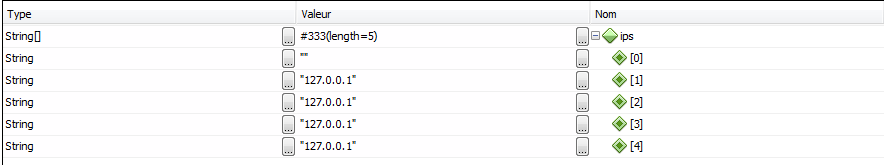 Type Valeur Nom
String[] ... #333(length=5) ... ips
String ... "" ... [0]
String ... "127.0.0.1" ... [1]
String ... "127.0.0.1" ... [2]
String ... "127.0.0.1" ... [3]
String ... "127.0.0.1" ... [4]